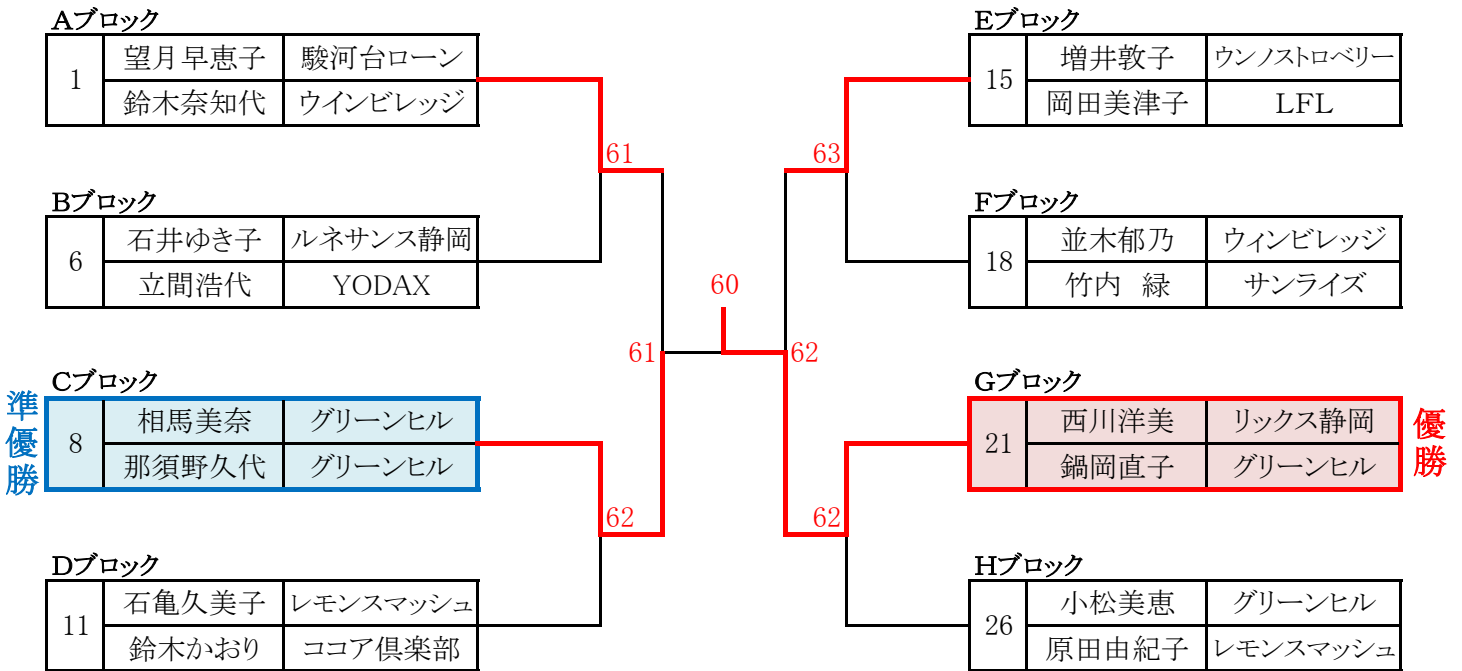 Aブロック
1 望月早恵子 駿河台ローン
鈴木奈知代 ウインビレッジ
61
Bブロック
6 石井ゆき子 ルネサンス静岡
立間浩代 YODAX
61
Cブロック
準優勝
8 相馬美奈 グリーンヒル
那須野久代 グリーンヒル
62
Dブロック
11 石亀久美子 レモンスマッシュ
鈴木かおり ココア倶楽部
60
Eブロック
15 増井敦子 ウンノストロベリー
岡田美津子 LFL
63
Fブロック
18 並木郁乃 ウィンビレッジ
竹内 緑 サンライズ
62
Gブロック
21 西川洋美 リックス静岡
鍋岡直子 グリーンヒル
優勝
62
Hブロック
26 小松美恵 グリーンヒル
原田由紀子 レモンスマッシュ